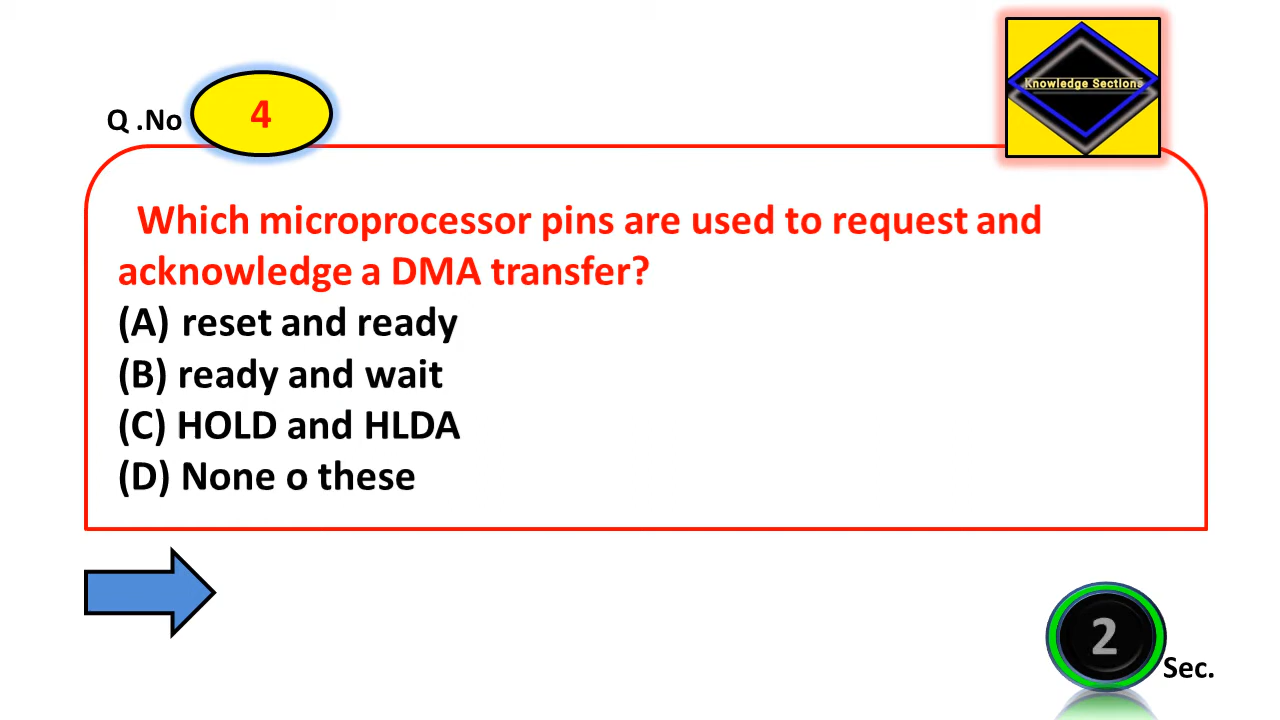 Knowledge Sections
Q .No 4
Which microprocessor pins are used to request and
acknowledge a DMA transfer?
(A) reset and ready
(B) ready and wait
(C) HOLD and HLDA
(D) None o these
2 Sec.